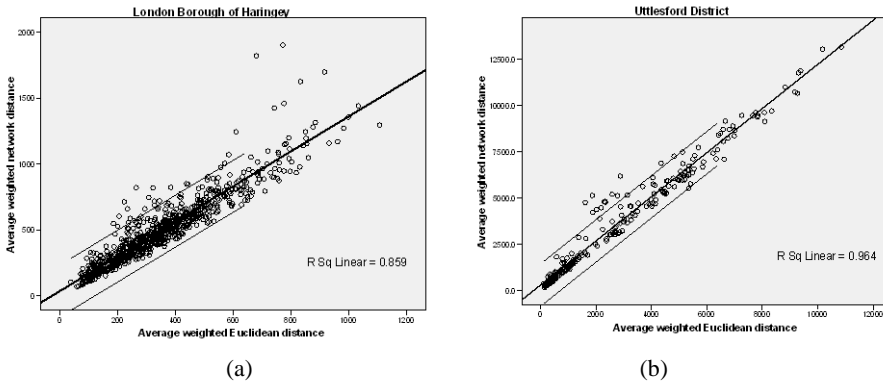 London Borough of Haringey
Average weighted network distance
2000
1500
1000
500
0
R Sq Linear = 0.859
0 200 400 600 800 1000 1200
Average weighted Euclidean distance
(a)
Uttlesford District
Average weighted network distance
12500.0
10000.0
7500.0
5000.0
2500.0
0.0
R Sq Linear = 0.964
0 2000 4000 6000 8000 10000 12000
Average weighted Euclidean distance
(b)